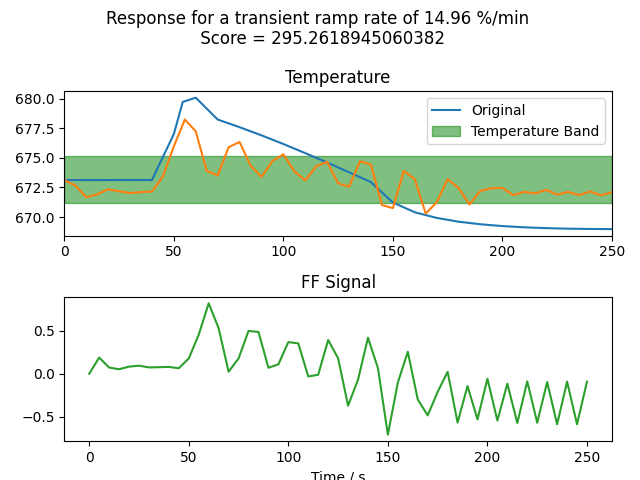 Response for a transient ramp rate of 14.96 %/min
Score = 295.2618945060382
Temperature
680.0
677.5
675.0
672.5
670.0
Original
Temperature Band
0
50
100
150
200
250
FF Signal
0.5
0.0
−0.5
0
50
100
150
200
250
Time / s